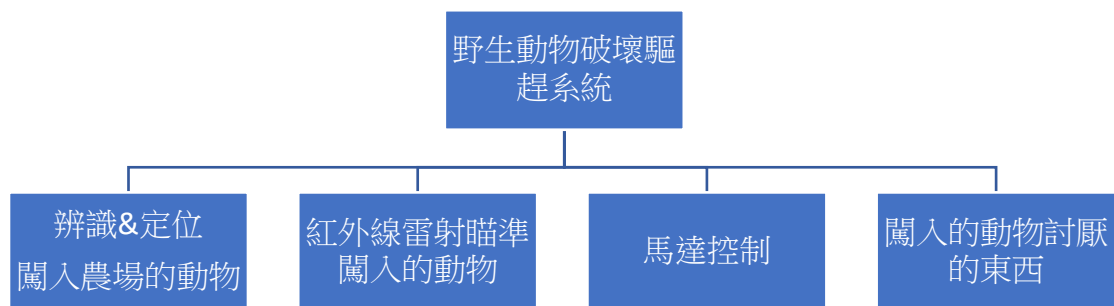 野生動物破壞驅
趕系統
辨識&定位
闖入農場的動物
紅外線雷射瞄準
闖入的動物
馬達控制
闖入的動物討厭
的東西